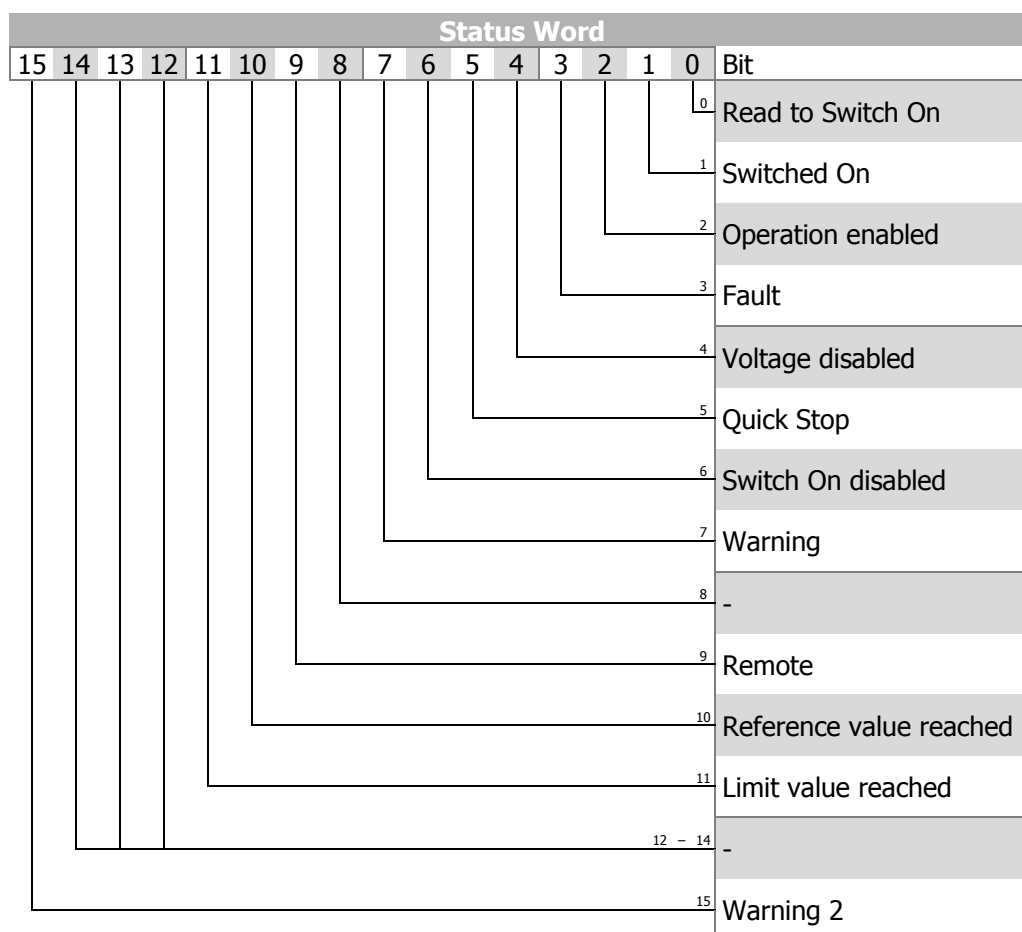 Status Word
15 14 13 12 11 10 9 8 7 6 5 4 3 2 1 0 Bit
0 Read to Switch On
1 Switched On
2 Operation enabled
3 Fault
4 Voltage disabled
5 Quick Stop
6 Switch On disabled
7 Warning
8 -
9 Remote
10 Reference value reached
11 Limit value reached
12 – 14 -
15 Warning 2